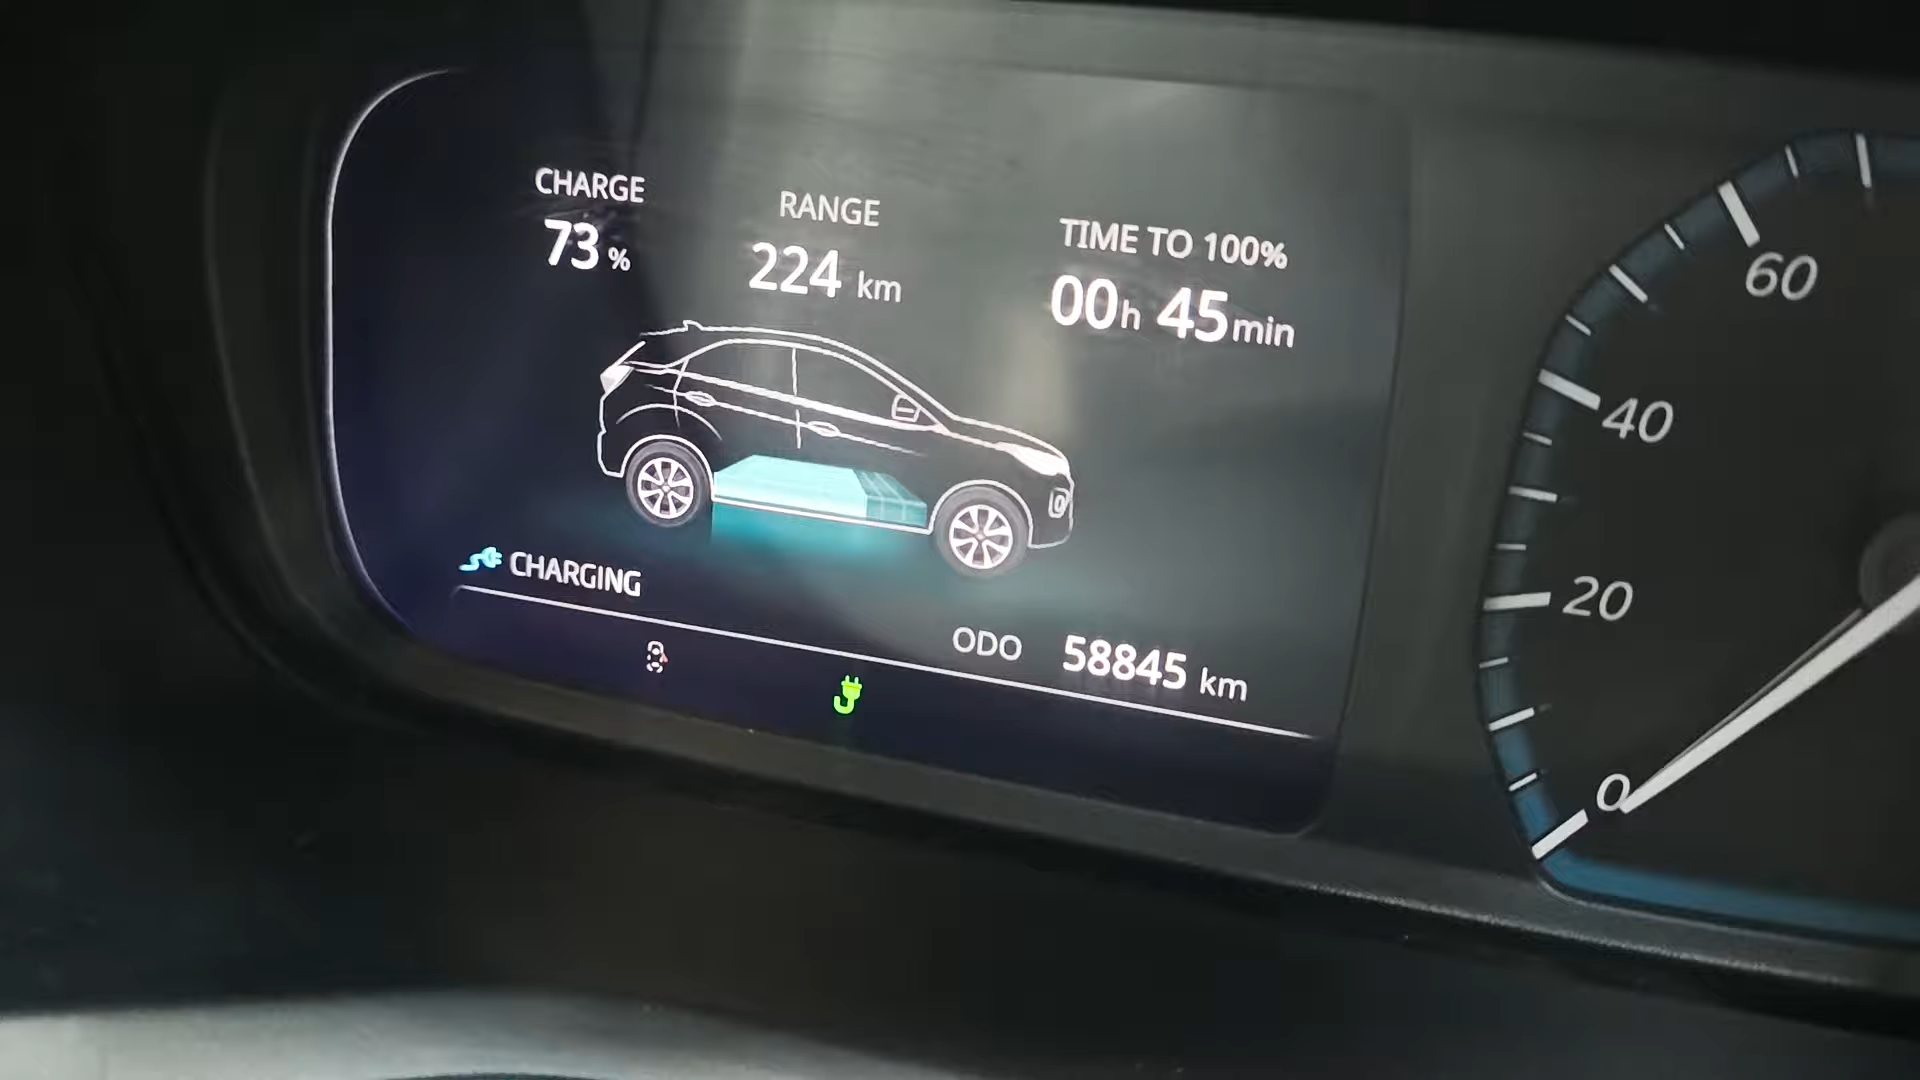 CHARGE
73 %
RANGE
224 km
TIME TO 100%
00h 45min
CHARGING
ODO 58845 km
60
40
20
0